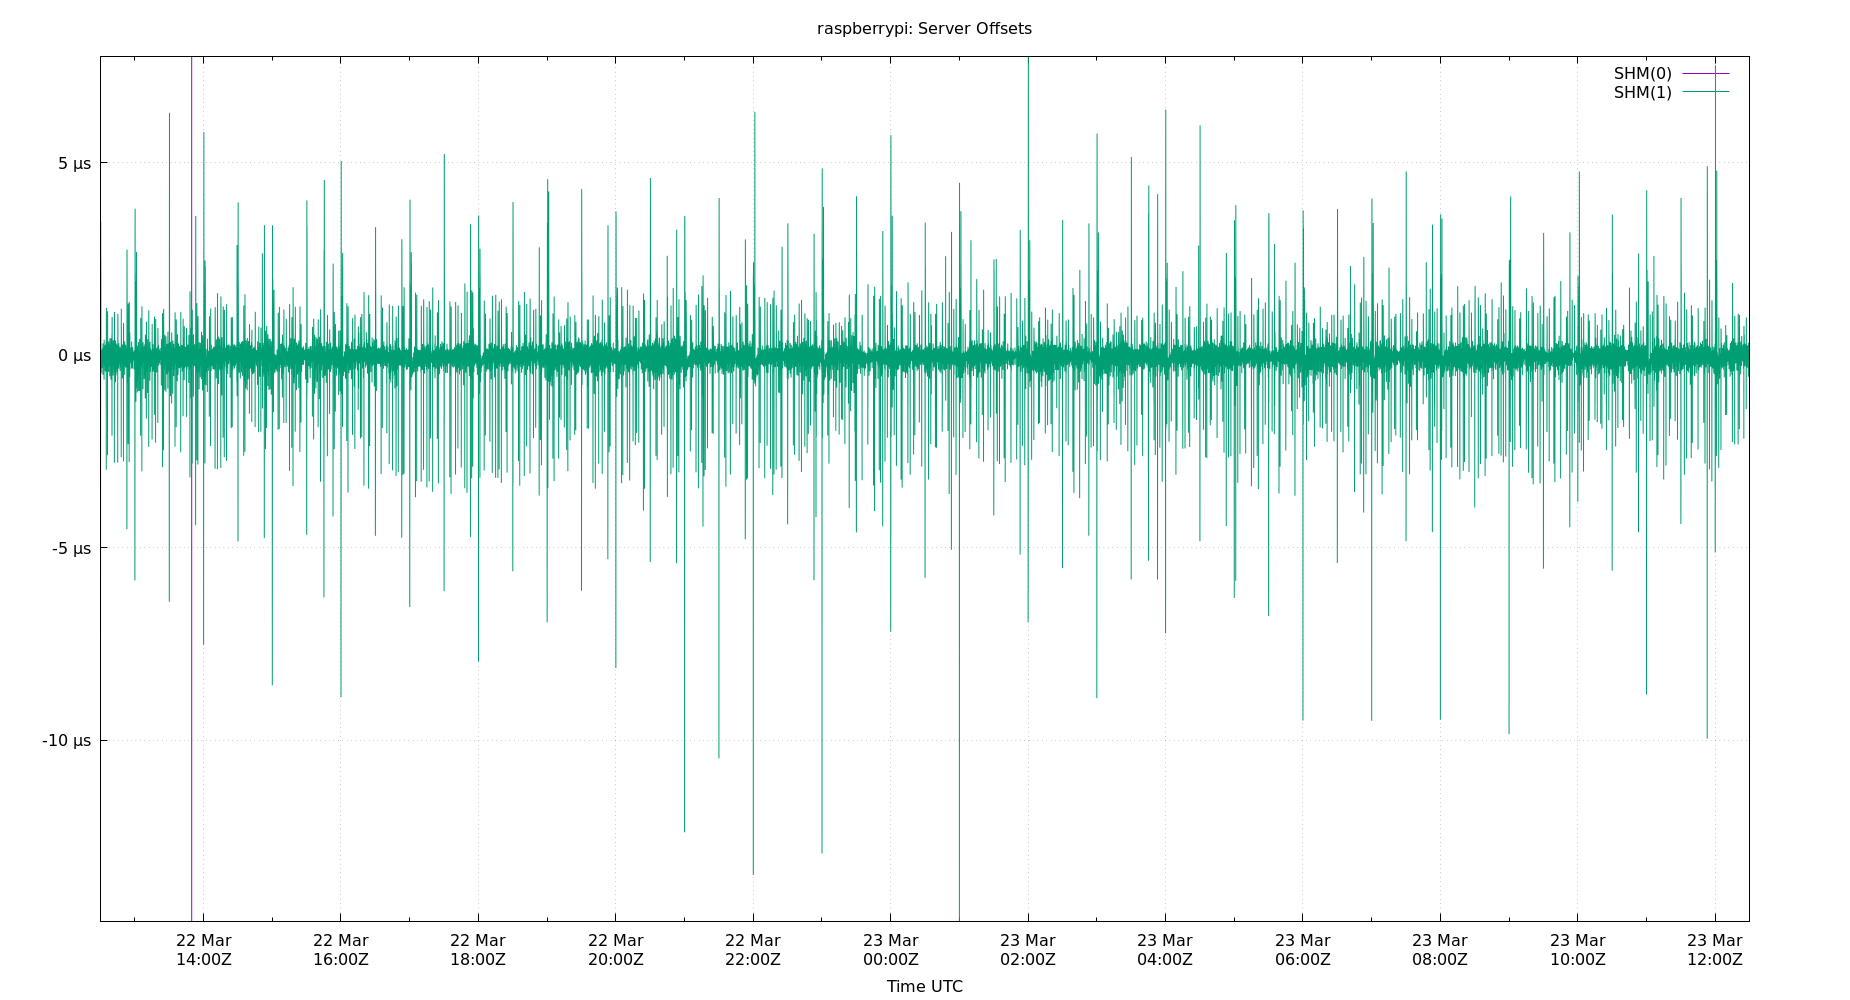 raspberrypi: Server Offsets
SHM(0)
SHM(1)
5 µs
0 µs
-5 µs
-10 µs
22 Mar 22 Mar 22 Mar 22 Mar 22 Mar 23 Mar 23 Mar 23 Mar 23 Mar 23 Mar 23 Mar 23 Mar
14:00Z 16:00Z 18:00Z 20:00Z 22:00Z 00:00Z 02:00Z 04:00Z 06:00Z 08:00Z 10:00Z 12:00Z
Time UTC